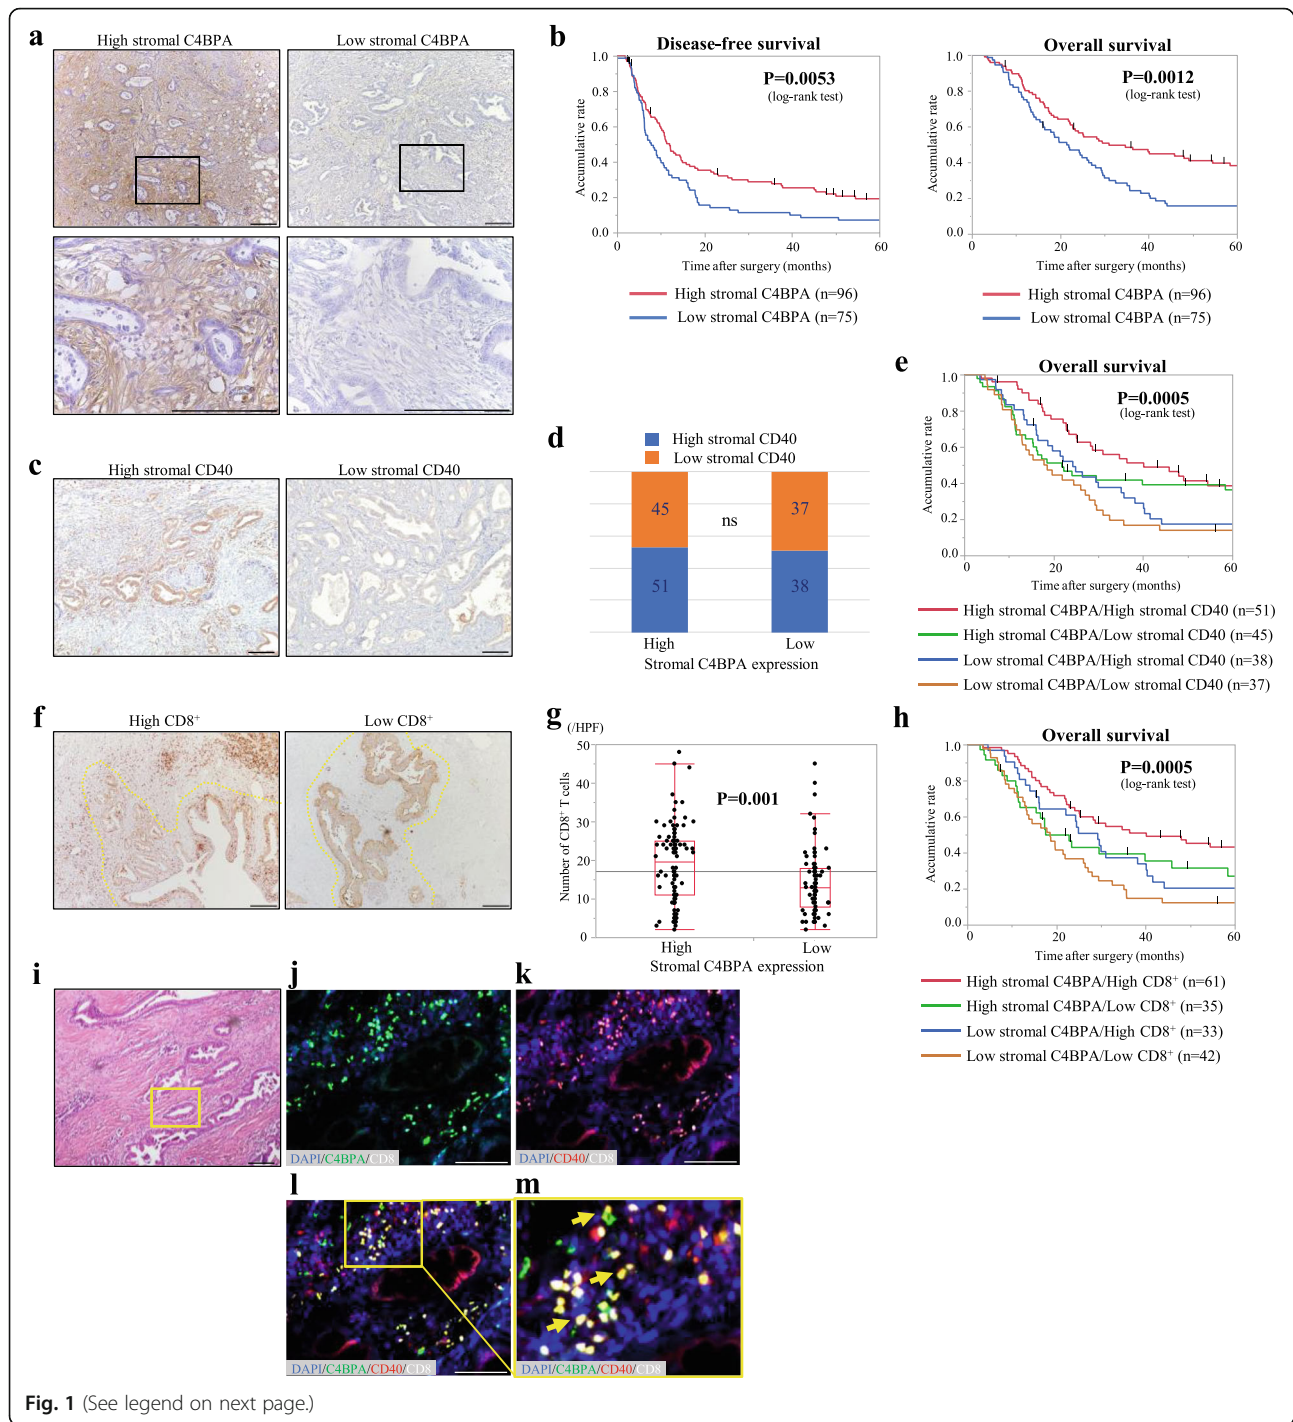 a
High stromal C4BPA
Low stromal C4BPA
b
Disease-free survival
P=0.0053
(log-rank test)
Accumulative rate
1.0
0.8
0.6
0.4
0.2
0.0
0
20
40
60
Time after surgery (months)
High stromal C4BPA (n=96)
Low stromal C4BPA (n=75)
Overall survival
P=0.0012
(log-rank test)
Accumulative rate
1.0
0.8
0.6
0.4
0.2
0.0
0
20
40
60
Time after surgery (months)
High stromal C4BPA (n=96)
Low stromal C4BPA (n=75)
c
High stromal CD40
Low stromal CD40
d
High stromal CD40
Low stromal CD40
45
37
ns
51
38
High
Low
Stromal C4BPA expression
e
Overall survival
P=0.0005
(log-rank test)
Accumulative rate
1.0
0.8
0.6
0.4
0.2
0.0
0
20
40
60
Time after surgery (months)
High stromal C4BPA/High stromal CD40 (n=51)
High stromal C4BPA/Low stromal CD40 (n=45)
Low stromal C4BPA/High stromal CD40 (n=38)
Low stromal C4BPA/Low stromal CD40 (n=37)
f
High CD8⁺
Low CD8⁺
g
(/HPF)
Number of CD8⁺ T cells
50
40
30
20
10
0
P=0.001
High
Low
Stromal C4BPA expression
h
Overall survival
P=0.0005
(log-rank test)
Accumulative rate
1.0
0.8
0.6
0.4
0.2
0.0
0
20
40
60
Time after surgery (months)
High stromal C4BPA/High CD8⁺ (n=61)
High stromal C4BPA/Low CD8⁺ (n=35)
Low stromal C4BPA/High CD8⁺ (n=33)
Low stromal C4BPA/Low CD8⁺ (n=42)
i
j
DAPI/C4BPA/CD8
k
DAPI/CD40/CD8
l
DAPI/C4BPA/CD40/CD8
m
DAPI/C4BPA/CD40/CD8
Fig. 1 (See legend on next page.)